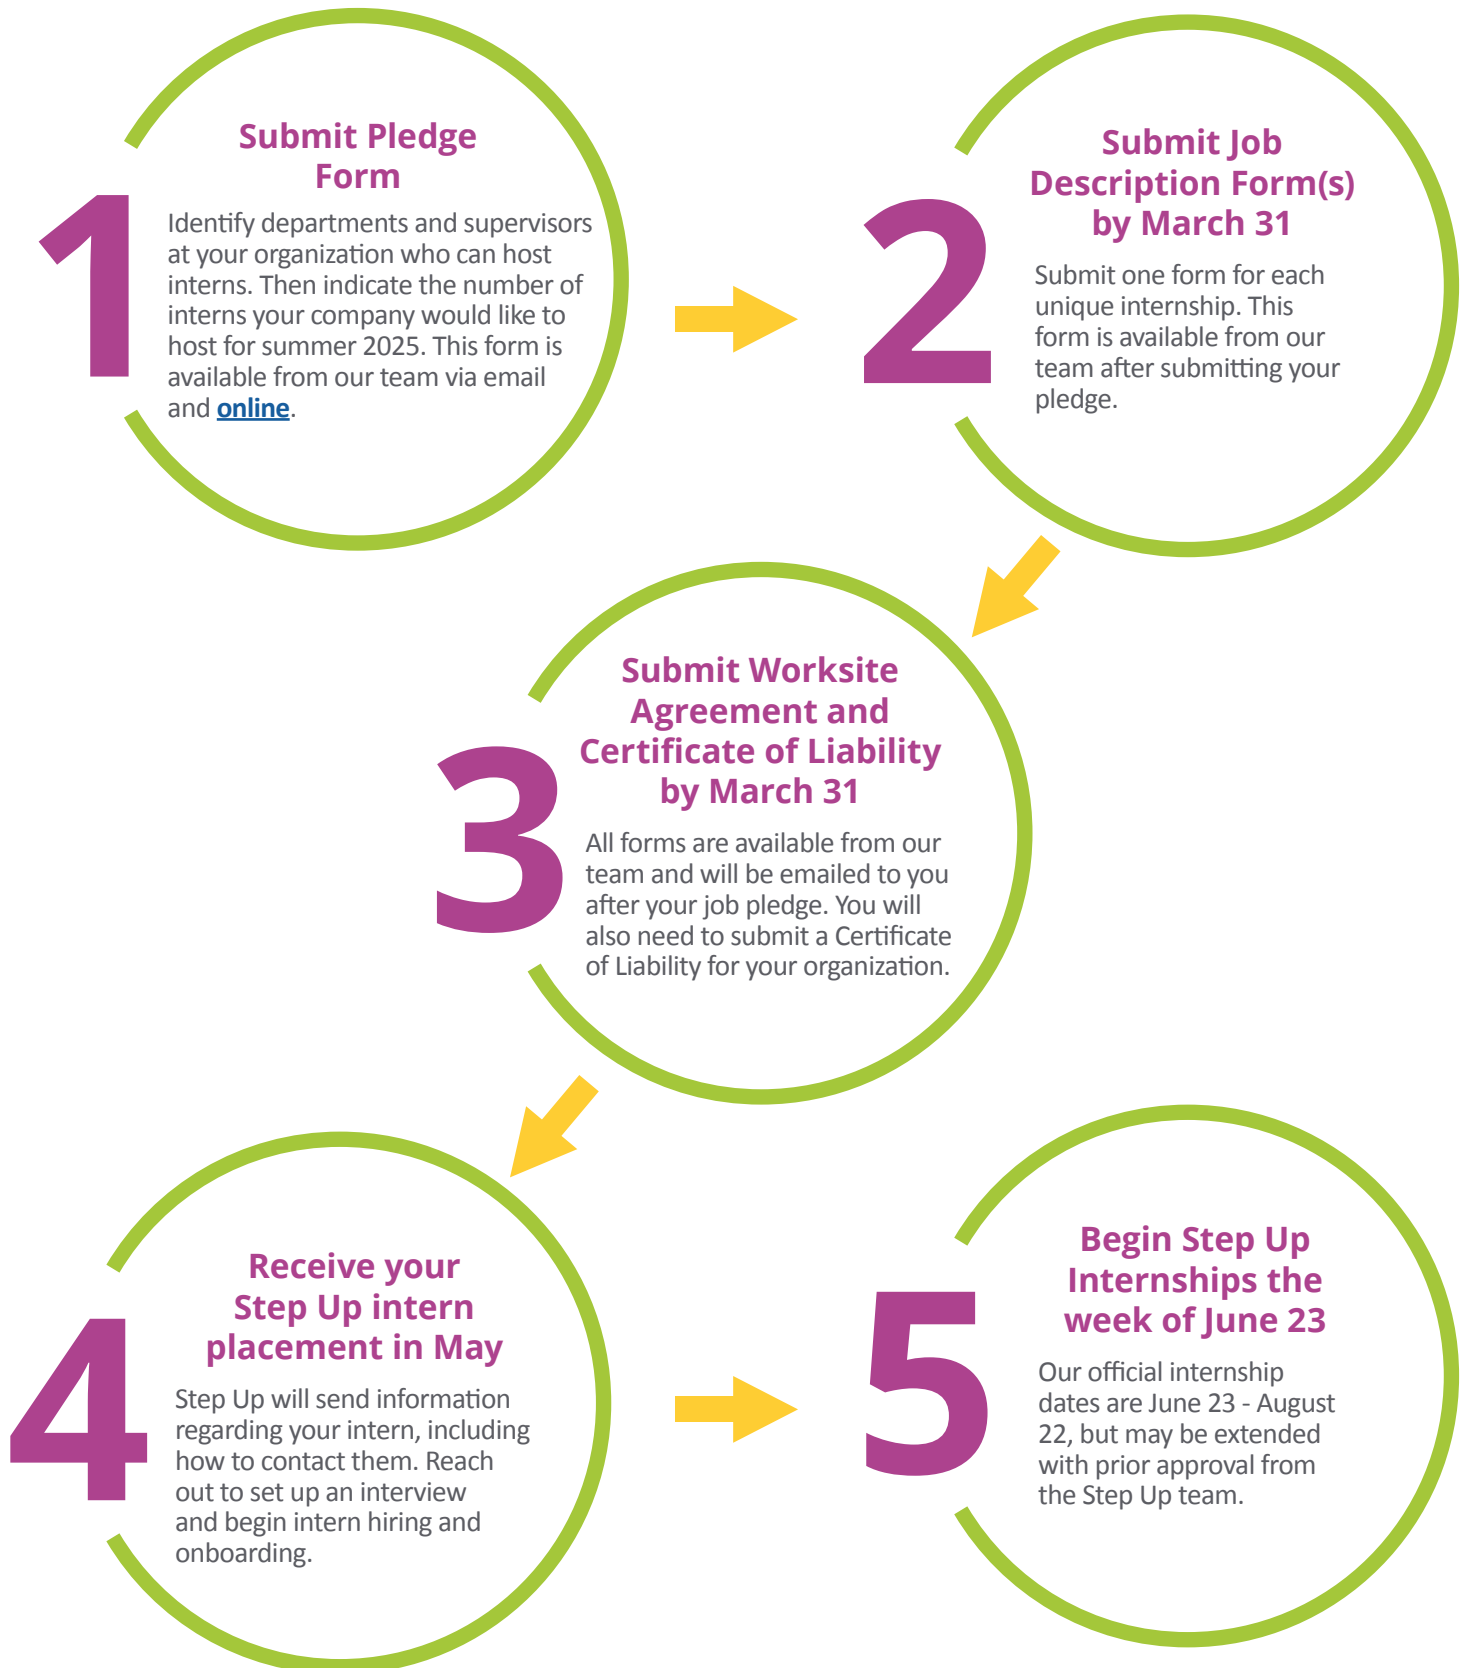 1
Submit Pledge
Form
Identify departments and supervisors
at your organization who can host
interns. Then indicate the number of
interns your company would like to
host for summer 2025. This form is
available from our team via email
and online.
2
Submit Job
Description Form(s)
by March 31
Submit one form for each
unique internship. This
form is available from our
team after submitting your
pledge.
3
Submit Worksite
Agreement and
Certificate of Liability
by March 31
All forms are available from our
team and will be emailed to you
after your job pledge. You will
also need to submit a Certificate
of Liability for your organization.
4
Receive your
Step Up intern
placement in May
Step Up will send information
regarding your intern, including
how to contact them. Reach
out to set up an interview
and begin intern hiring and
onboarding.
5
Begin Step Up
Internships the
week of June 23
Our official internship
dates are June 23 - August
22, but may be extended
with prior approval from
the Step Up team.